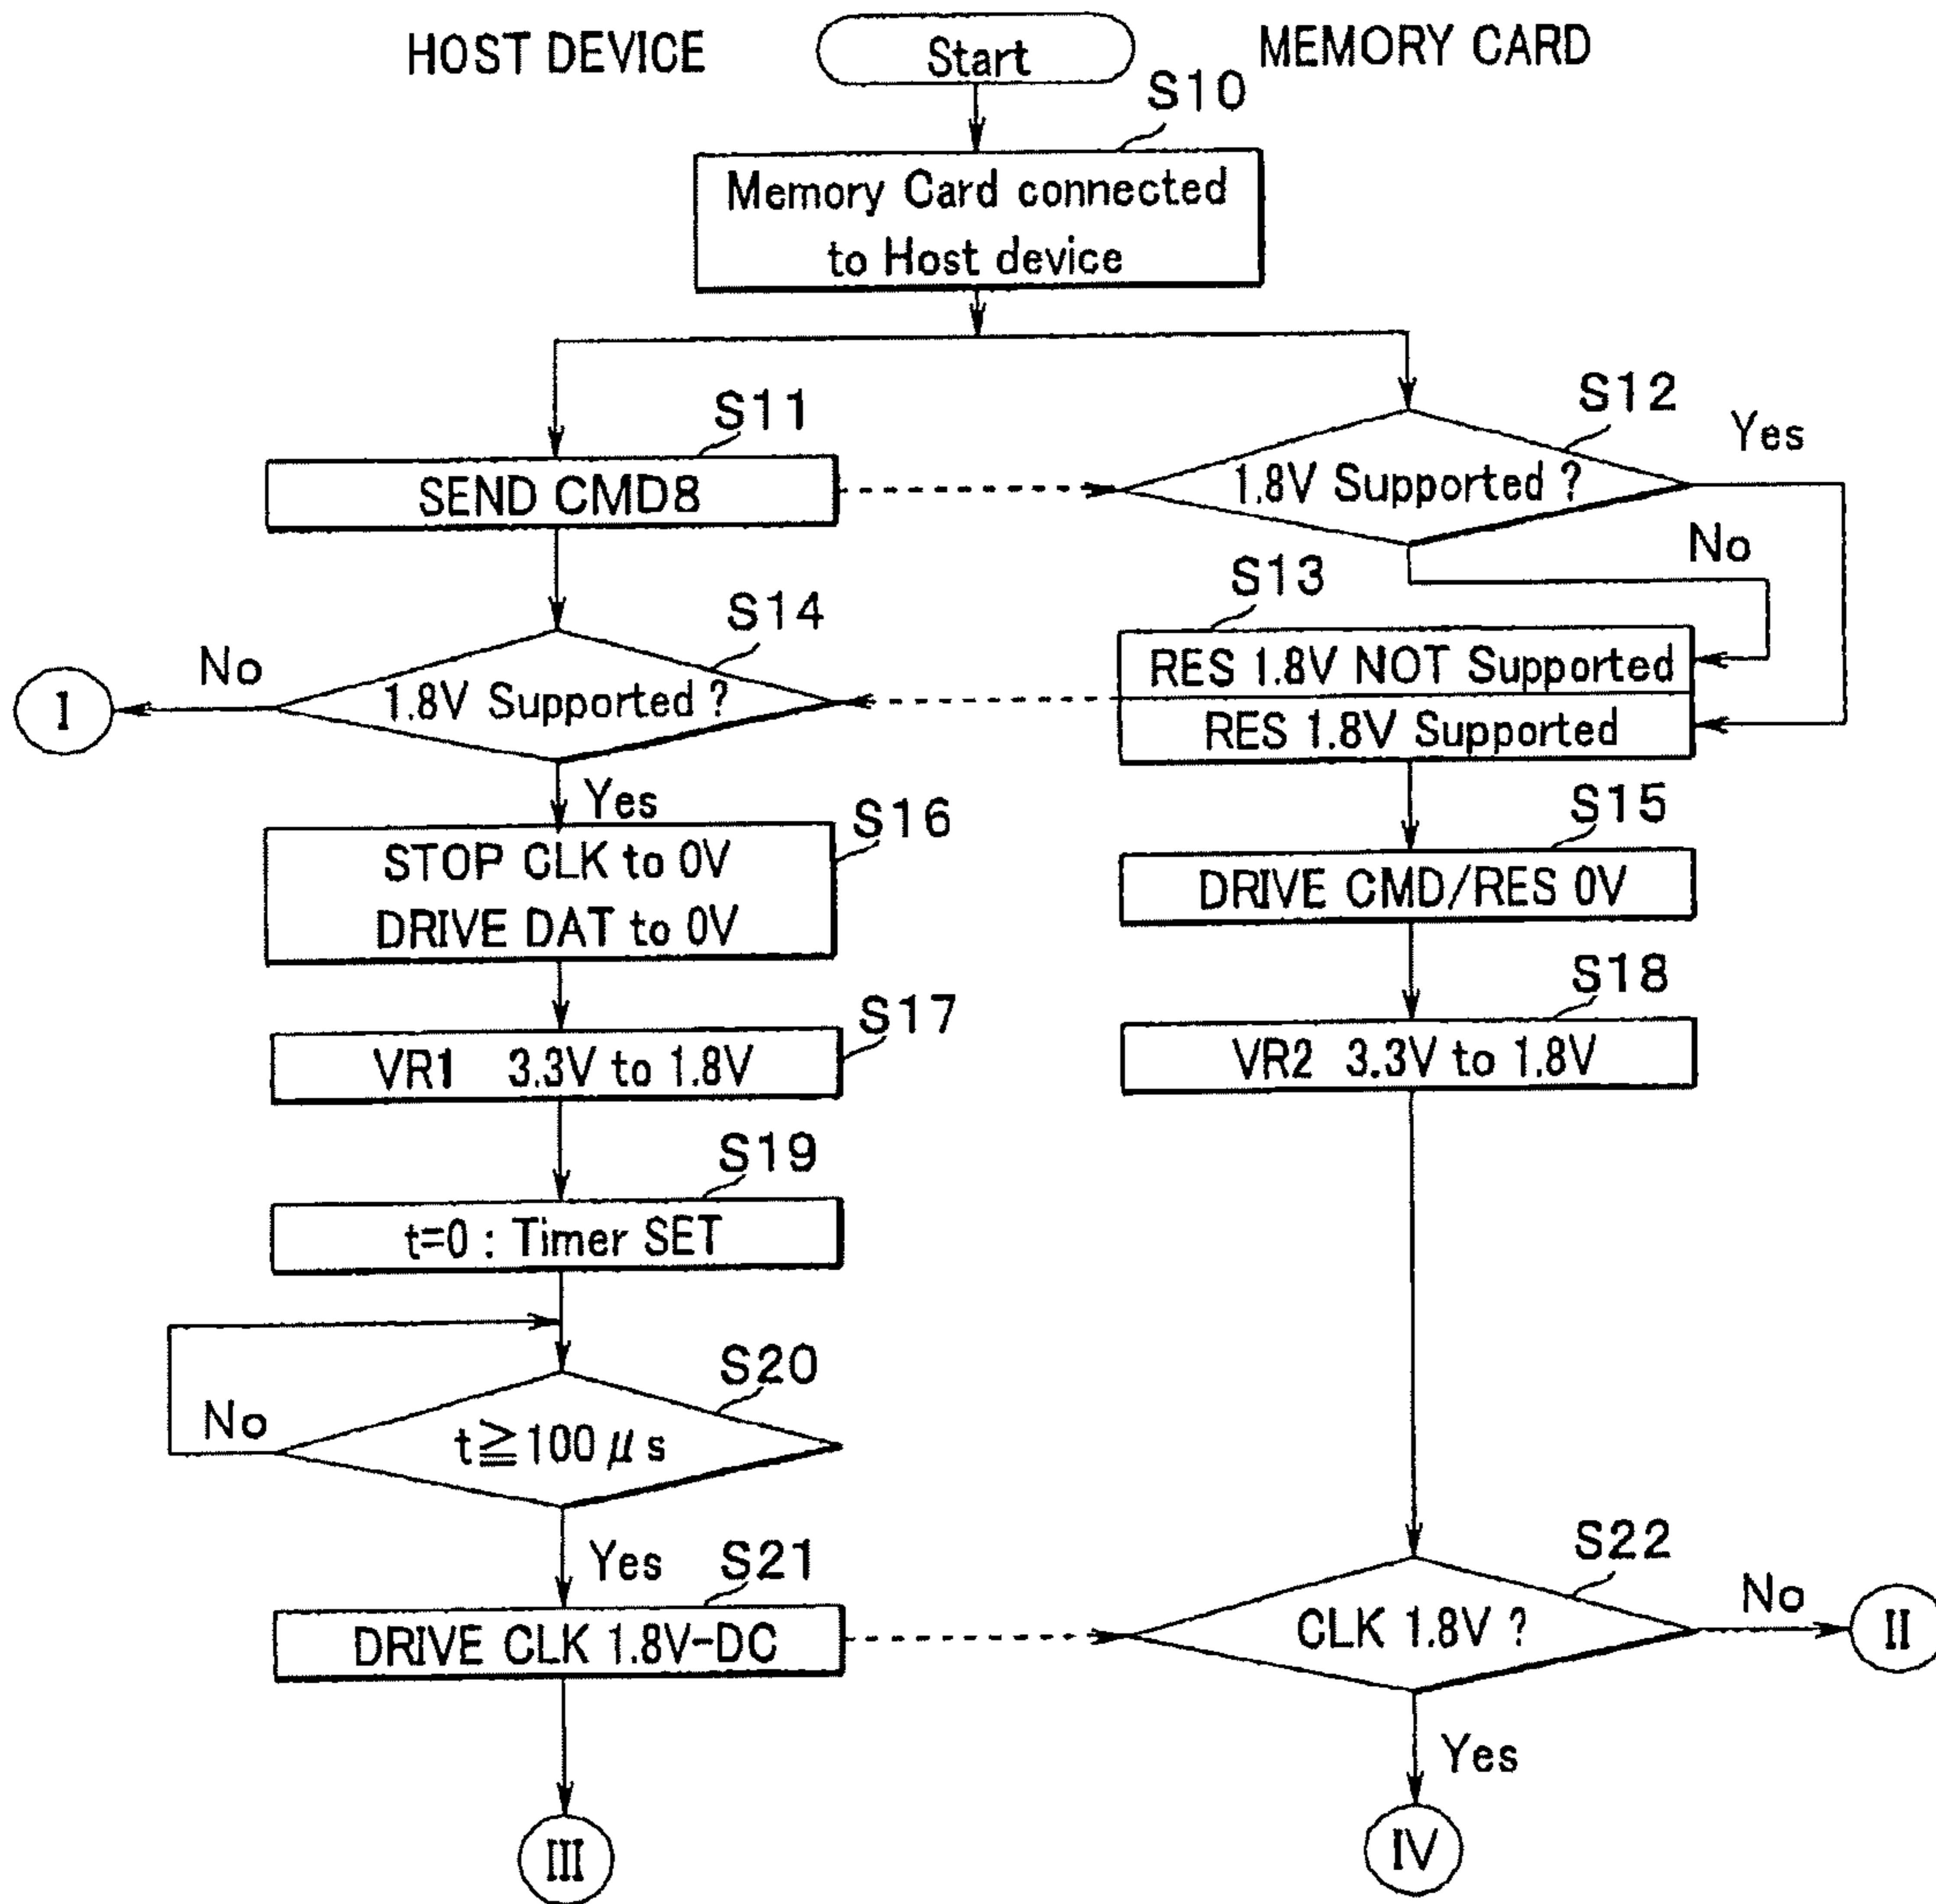 HOST DEVICE
Start
MEMORY CARD
S10
Memory Card connected
to Host device
S11
SEND CMD8
S12
1.8V Supported ?
Yes
No
S13
RES 1.8V NOT Supported
RES 1.8V Supported
S14
1.8V Supported ?
No
I
Yes
S15
DRIVE CMD/RES 0V
S16
STOP CLK to 0V
DRIVE DAT to 0V
S17
VR1 3.3V to 1.8V
S18
VR2 3.3V to 1.8V
S19
t=0 : Timer SET
S20
t≧100 μs
No
Yes
S21
DRIVE CLK 1.8V-DC
S22
CLK 1.8V ?
No
II
Yes
III
IV